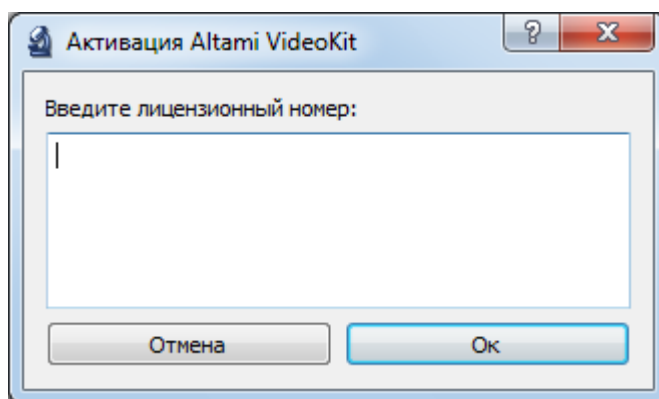 Активация Altami VideoKit
Введите лицензионный номер:
Отмена
Ок